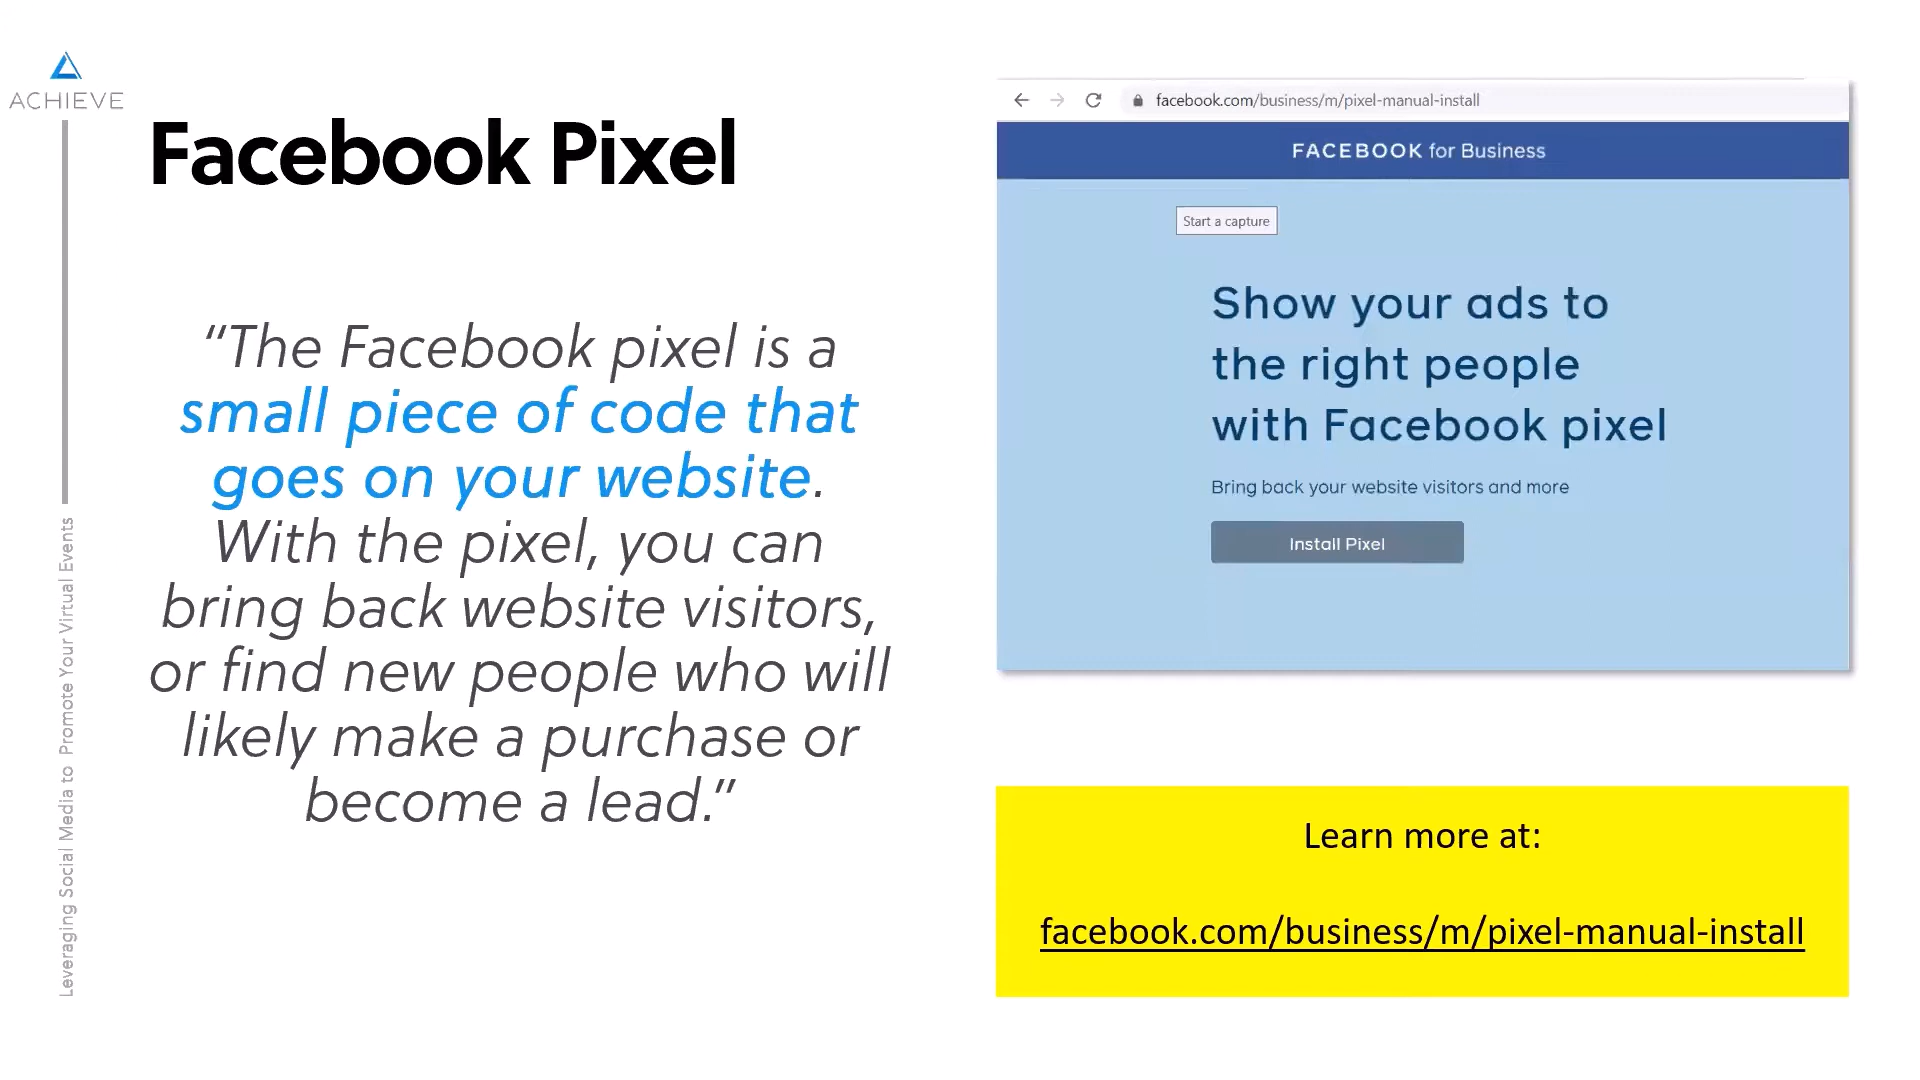 ACHIEVE
Facebook Pixel
“The Facebook pixel is a
small piece of code that
goes on your website.
With the pixel, you can
bring back website visitors,
or find new people who will
likely make a purchase or
become a lead.”
Leveraging Social Media to Promote Your Virtual Events
facebook.com/business/m/pixel-manual-install
FACEBOOK for Business
Start a capture
Show your ads to
the right people
with Facebook pixel
Bring back your website visitors and more
Install Pixel
Learn more at:
facebook.com/business/m/pixel-manual-install